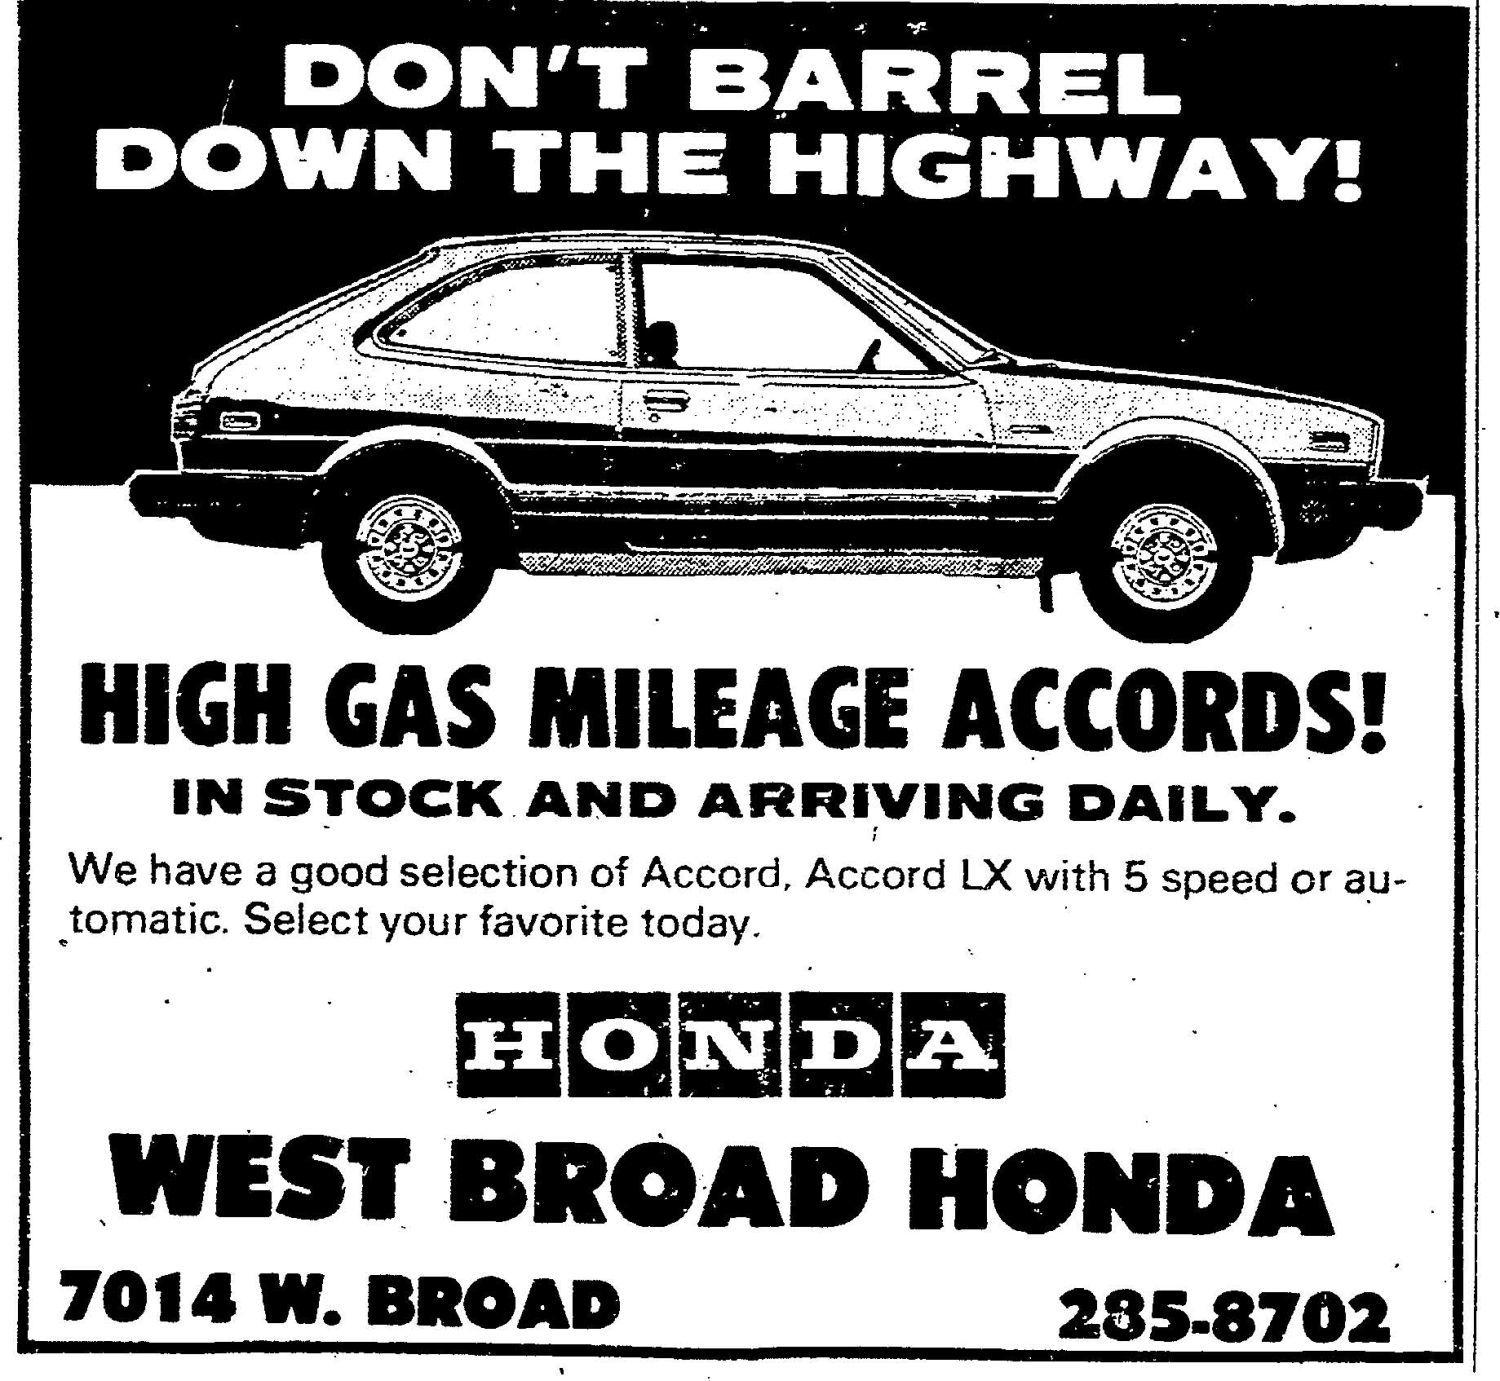 DON'T BARREL
DOWN THE HIGHWAY!
HIGH GAS MILEAGE ACCORDS!
IN STOCK AND ARRIVING DAILY.
We have a good selection of Accord, Accord LX with 5 speed or au-
tomatic. Select your favorite today.
HONDA
WEST BROAD HONDA
7014 W. BROAD
285-8702